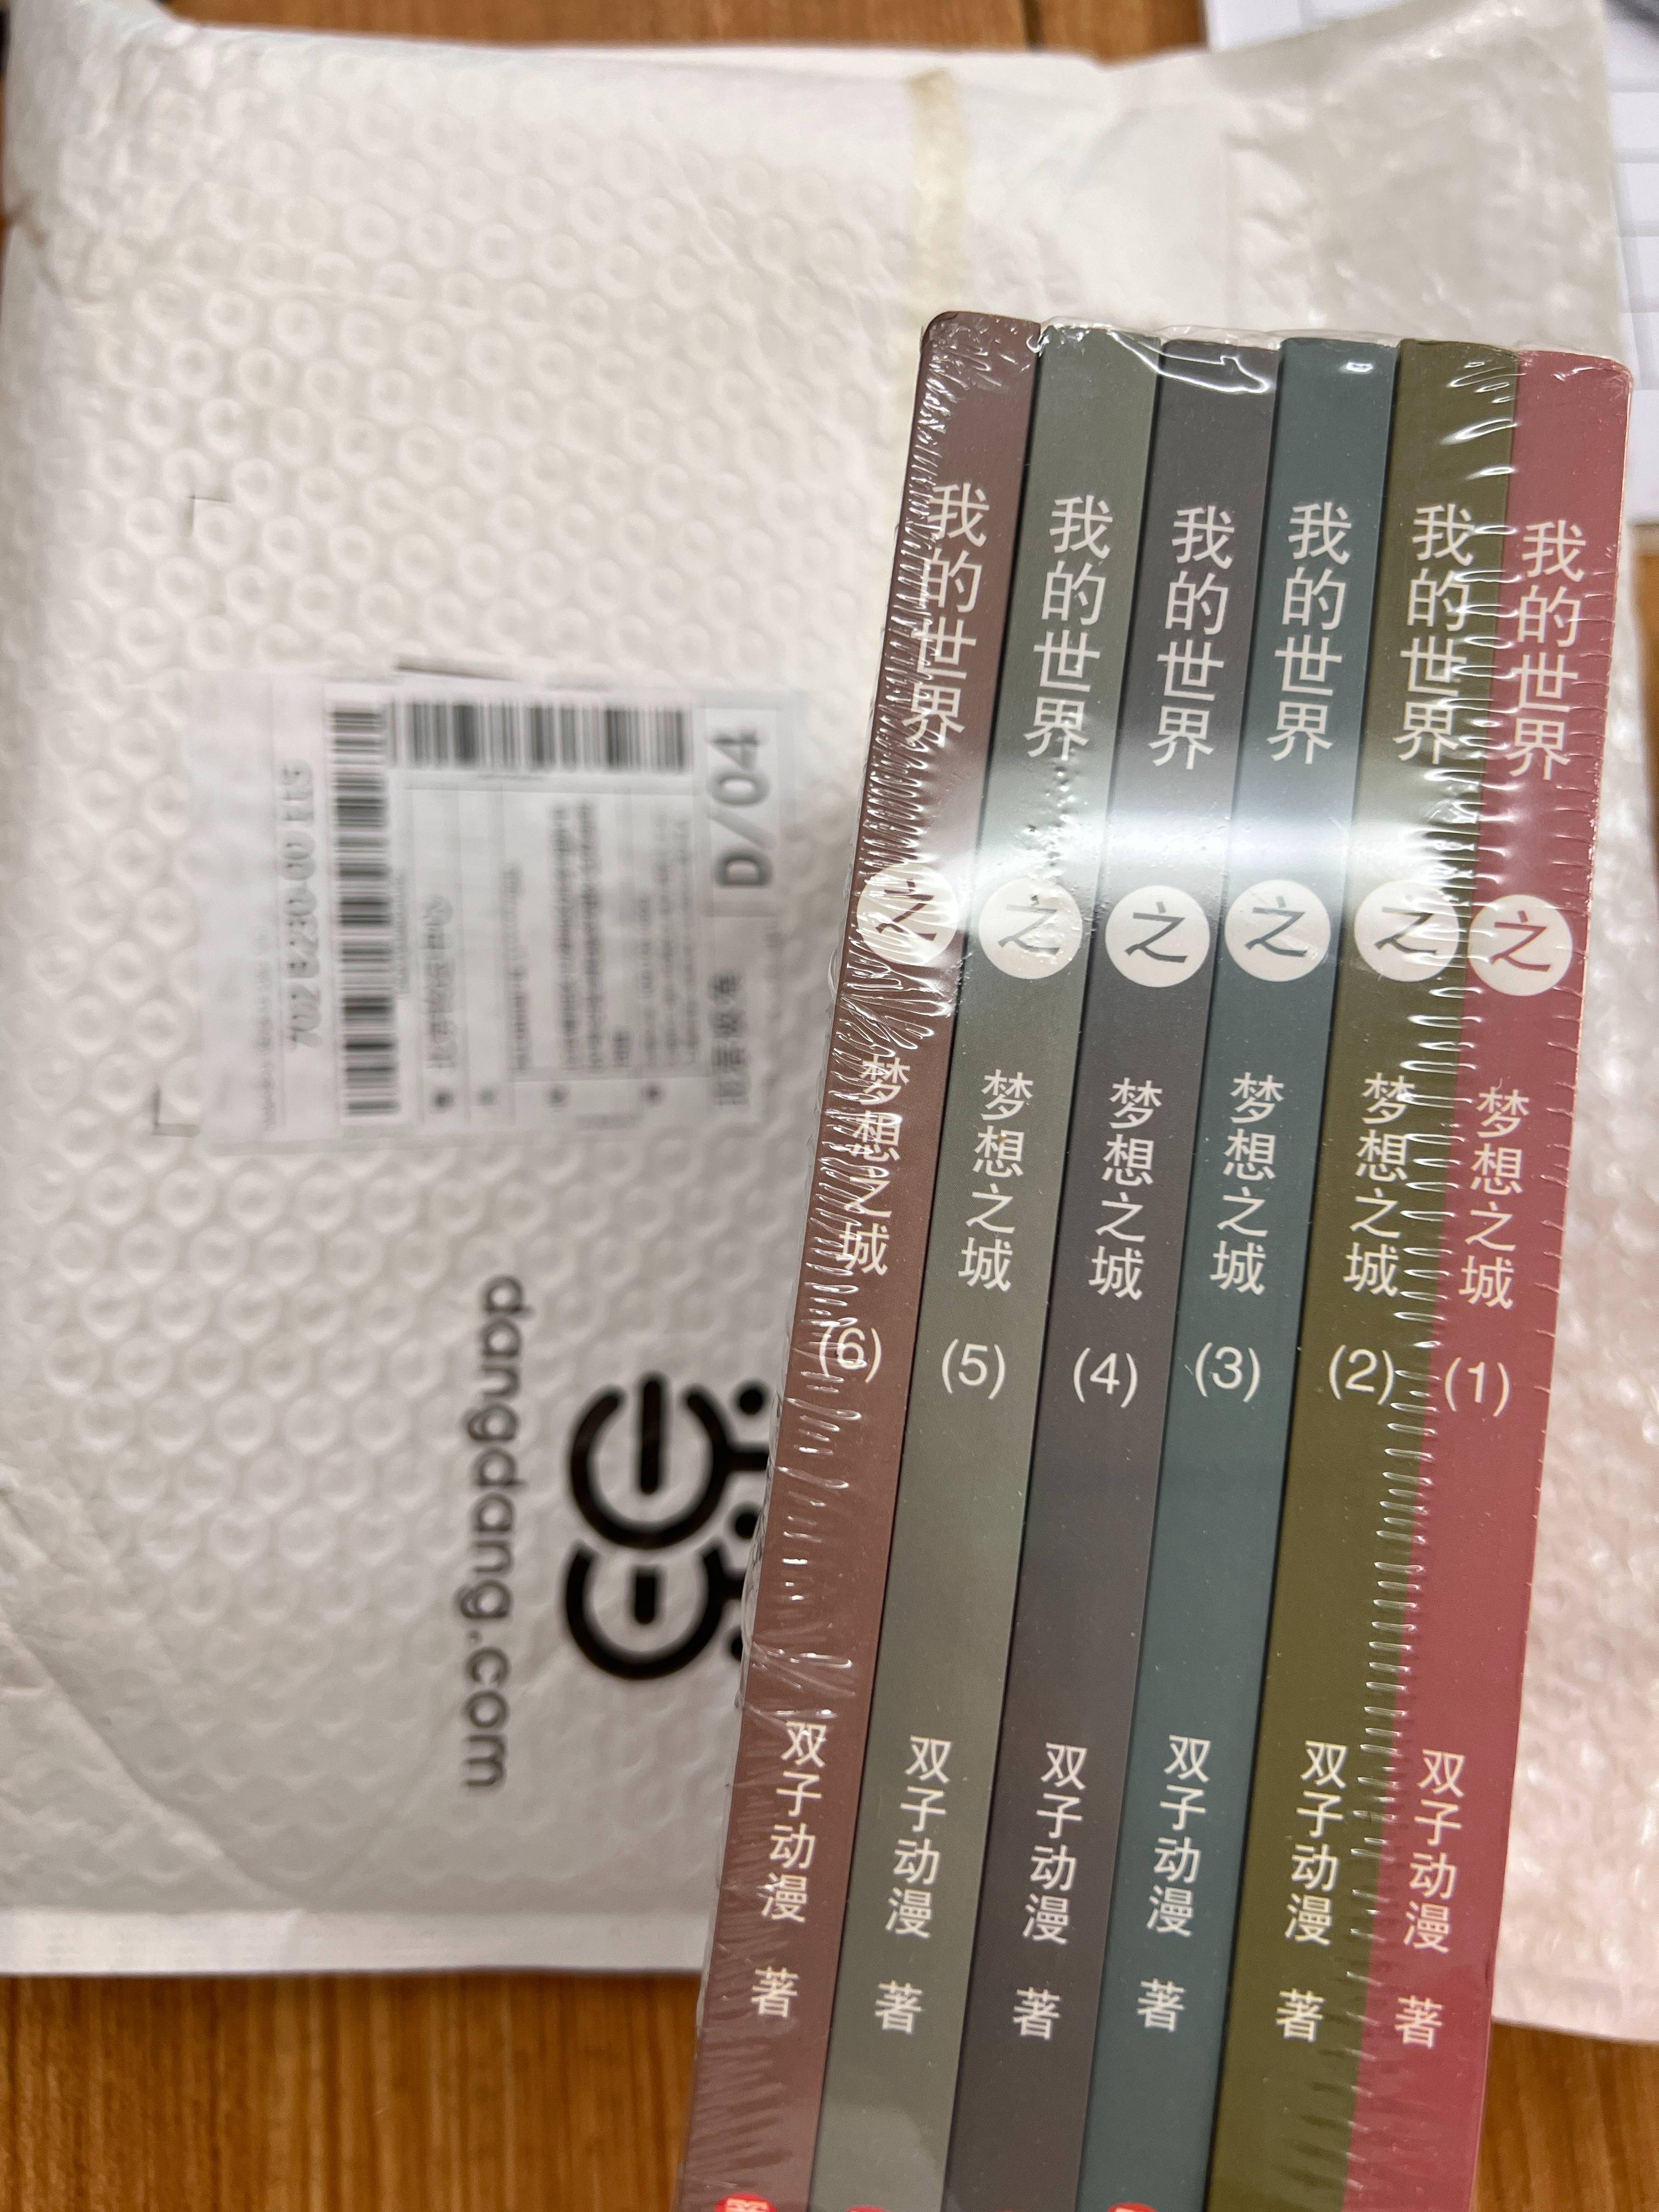 我的世界 之 梦想之城 (6) 双子动漫 著
我的世界 之 梦想之城 (5) 双子动漫 著
我的世界 之 梦想之城 (4) 双子动漫 著
我的世界 之 梦想之城 (3) 双子动漫 著
我的世界 之 梦想之城 (2) 双子动漫 著
我的世界 之 梦想之城 (1) 双子动漫 著
D/04
dangdang.com